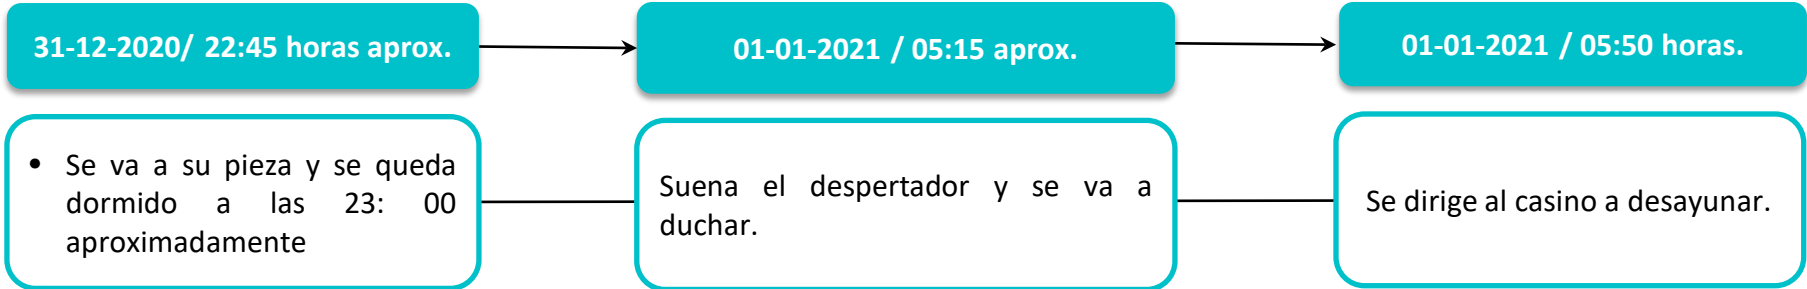 31-12-2020/ 22:45 horas aprox.
01-01-2021 / 05:15 aprox.
01-01-2021 / 05:50 horas.
• Se va a su pieza y se queda
dormido a las 23: 00
aproximadamente
Suena el despertador y se va a
duchar.
Se dirige al casino a desayunar.